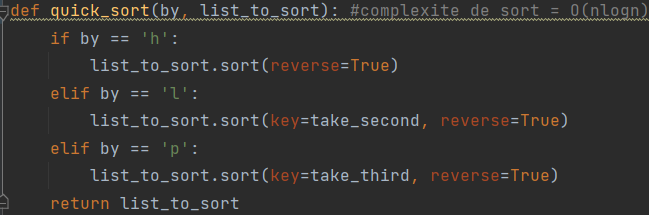 def quick_sort(by, list_to_sort): #complexite de sort = O(nlogn)
    if by == 'h':
        list_to_sort.sort(reverse=True)
    elif by == 'l':
        list_to_sort.sort(key=take_second, reverse=True)
    elif by == 'p':
        list_to_sort.sort(key=take_third, reverse=True)
    return list_to_sort